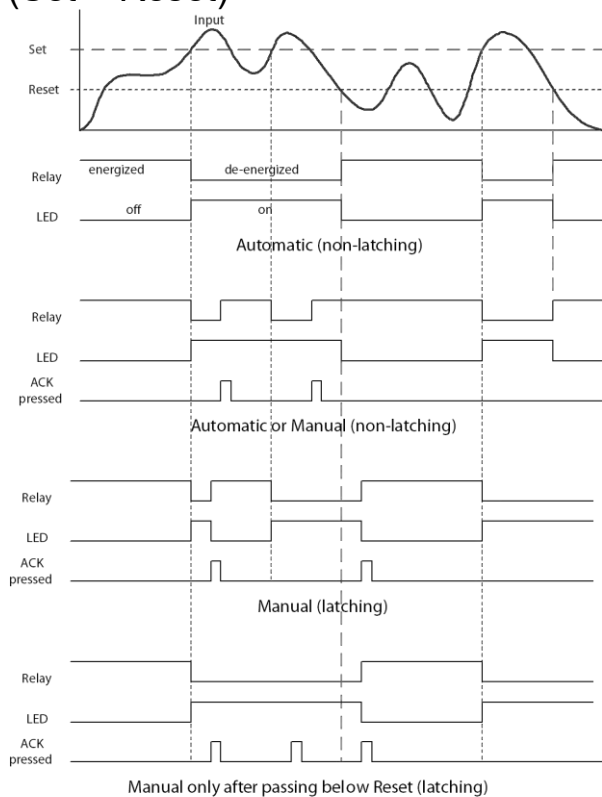 (Set > Reset)
Input
Set
Reset
energized de-energized
Relay
off on
LED
Automatic (non-latching)
Relay
LED
ACK
pressed
Automatic or Manual (non-latching)
Relay
LED
ACK
pressed
Manual (latching)
Relay
LED
ACK
pressed
Manual only after passing below Reset (latching)